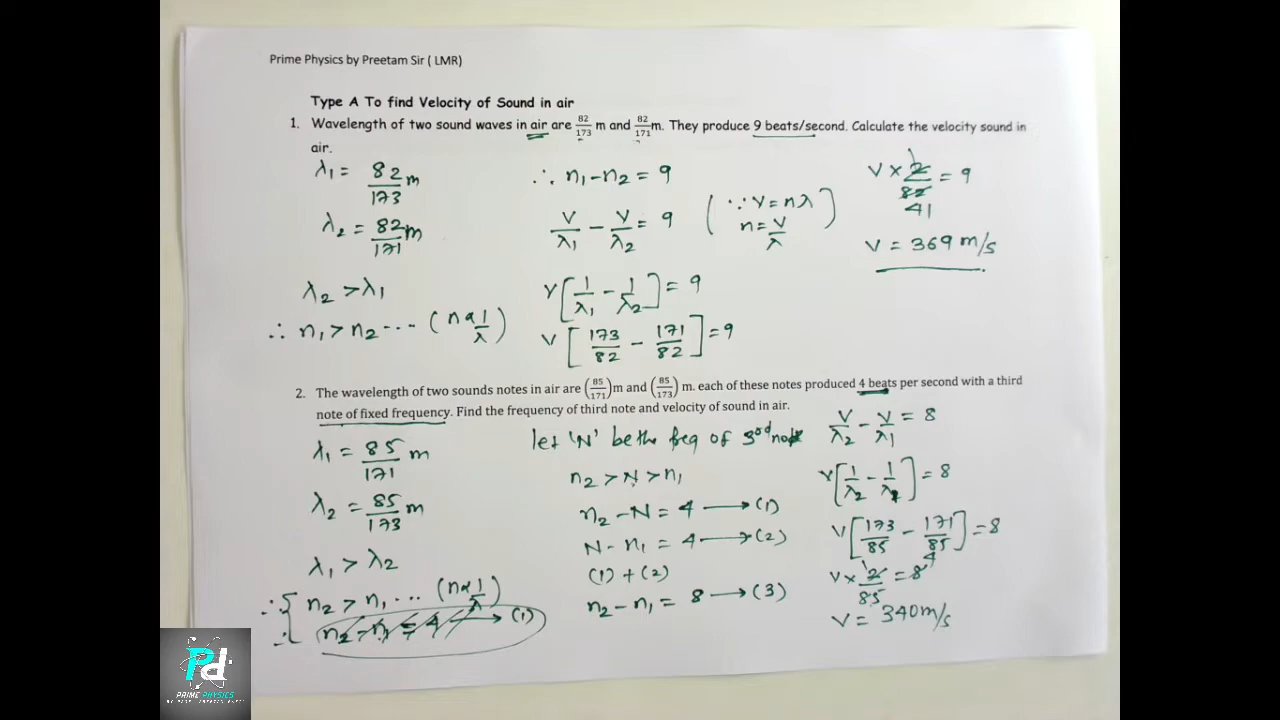 Prime Physics by Preetam Sir ( LMR)
Type A To find Velocity of Sound in air
1. Wavelength of two sound waves in air are 82/173 m and 82/171 m. They produce 9 beats/second. Calculate the velocity sound in
air.
λ₁ = 82/173 m
λ₂ = 82/171 m
λ₂ > λ₁
∴ n₁ > n₂ ... (n ∝ 1/λ)
∴ n₁ - n₂ = 9
V/λ₁ - V/λ₂ = 9
(∵ V = nλ
n = V/λ)
V[1/λ₁ - 1/λ₂] = 9
V[173/82 - 171/82] = 9
V × 2/82 = 9
1
41
V = 369 m/s
2. The wavelength of two sounds notes in air are (85/171)m and (85/173) m. each of these notes produced 4 beats per second with a third
note of fixed frequency. Find the frequency of third note and velocity of sound in air.
λ₁ = 85/171 m
λ₂ = 85/173 m
λ₁ > λ₂
∴ n₂ > n₁ ... (n ∝ 1/λ)
∴ n₂ - n₁ = 4 → (1)
let 'N' be the freq of 3rd note
n₂ > N > n₁
n₂ - N = 4 → (1)
N - n₁ = 4 → (2)
(1) + (2)
n₂ - n₁ = 8 → (3)
V/λ₂ - V/λ₁ = 8
V[1/λ₂ - 1/λ₁] = 8
V[173/85 - 171/85] = 8
V × 2/85 = 8
1
4
V = 340 m/s
Pd
PRIME PHYSICS